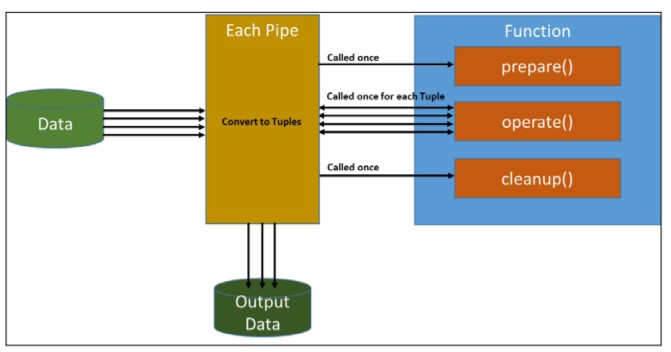 Each Pipe
Function
Called once
prepare()
Called once for each Tuple
Data
Convert to Tuples
operate()
Called once
cleanup()
Output
Data